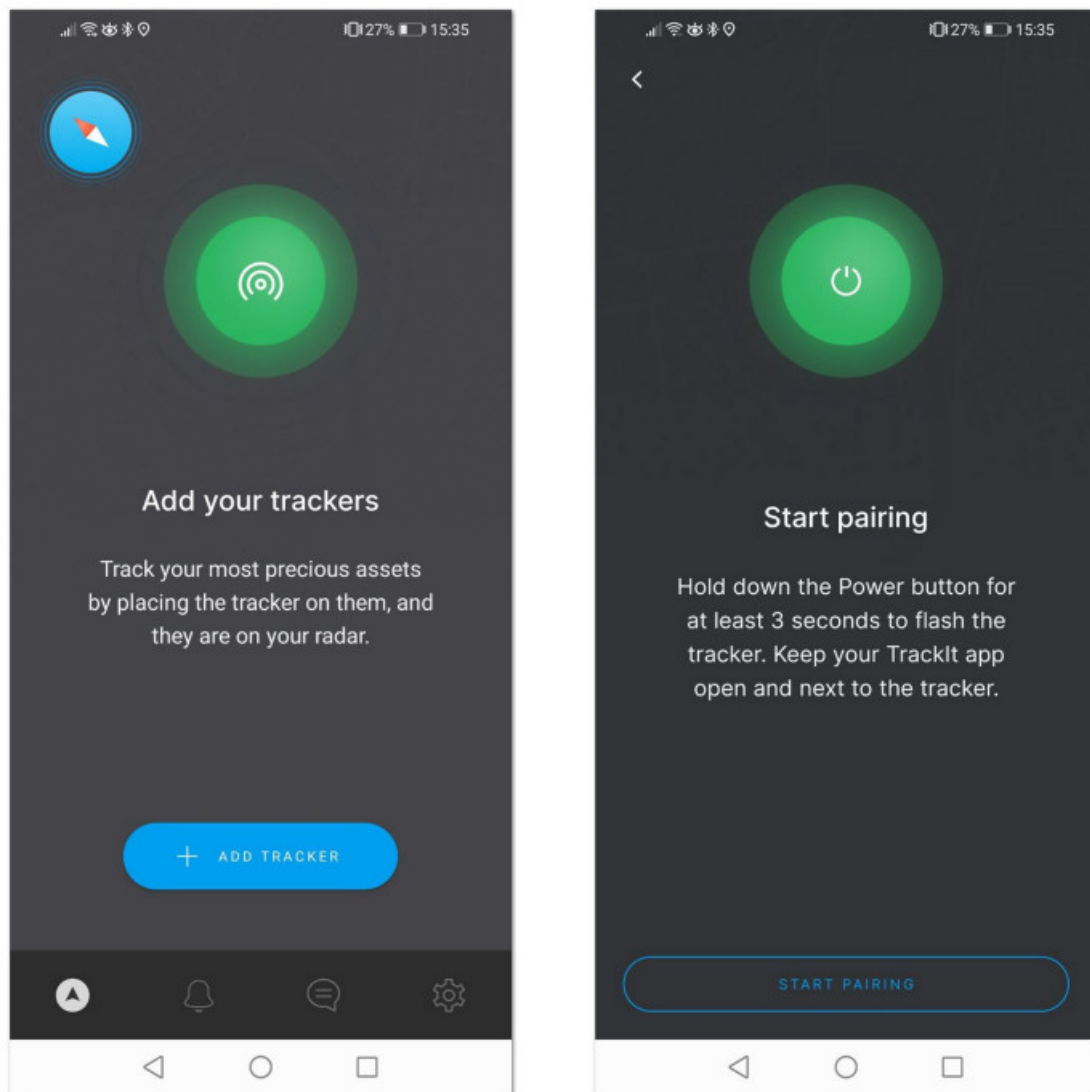 27% 15:35
Add your trackers
Track your most precious assets
by placing the tracker on them, and
they are on your radar.
+ ADD TRACKER
27% 15:35
Start pairing
Hold down the Power button for
at least 3 seconds to flash the
tracker. Keep your TrackIt app
open and next to the tracker.
START PAIRING